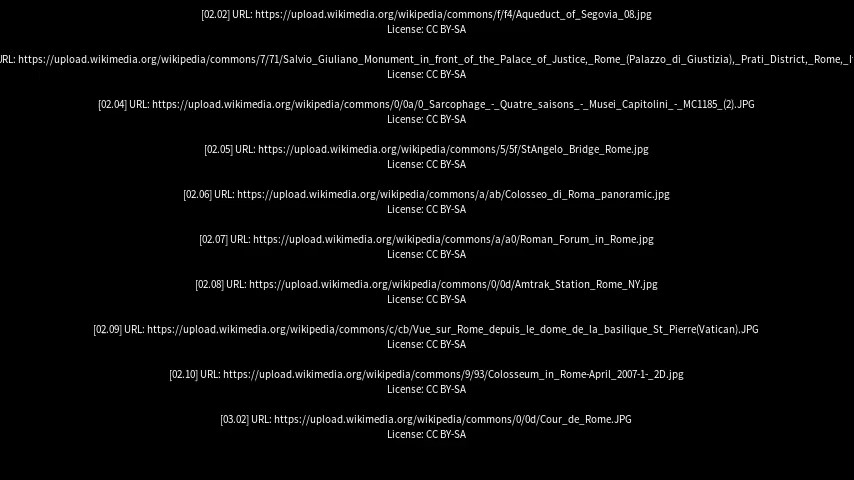 [02.02] URL: https://upload.wikimedia.org/wikipedia/commons/f/f4/Aqueduct_of_Segovia_08.jpg
License: CC BY-SA
URL: https://upload.wikimedia.org/wikipedia/commons/7/71/Salvio_Giuliano_Monument_in_front_of_the_Palace_of_Justice,_Rome_(Palazzo_di_Giustizia),_Prati_District,_Rome,_I
License: CC BY-SA
[02.04] URL: https://upload.wikimedia.org/wikipedia/commons/0/0a/0_Sarcophage_-_Quatre_saisons_-_Musei_Capitolini_-_MC1185_(2).JPG
License: CC BY-SA
[02.05] URL: https://upload.wikimedia.org/wikipedia/commons/5/5f/StAngelo_Bridge_Rome.jpg
License: CC BY-SA
[02.06] URL: https://upload.wikimedia.org/wikipedia/commons/a/ab/Colosseo_di_Roma_panoramic.jpg
License: CC BY-SA
[02.07] URL: https://upload.wikimedia.org/wikipedia/commons/a/a0/Roman_Forum_in_Rome.jpg
License: CC BY-SA
[02.08] URL: https://upload.wikimedia.org/wikipedia/commons/0/0d/Amtrak_Station_Rome_NY.jpg
License: CC BY-SA
[02.09] URL: https://upload.wikimedia.org/wikipedia/commons/c/cb/Vue_sur_Rome_depuis_le_dome_de_la_basilique_St_Pierre(Vatican).JPG
License: CC BY-SA
[02.10] URL: https://upload.wikimedia.org/wikipedia/commons/9/93/Colosseum_in_Rome-April_2007-1-_2D.jpg
License: CC BY-SA
[03.02] URL: https://upload.wikimedia.org/wikipedia/commons/0/0d/Cour_de_Rome.JPG
License: CC BY-SA